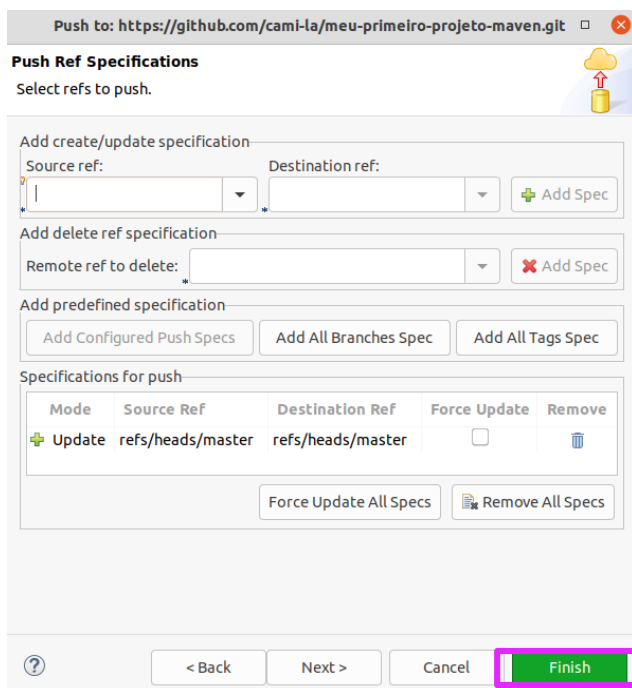 Push to: https://github.com/cami-la/meu-primeiro-projeto-maven.git
Push Ref Specifications
Select refs to push.
Add create/update specification
Source ref: Destination ref:
Add Spec
Add delete ref specification
Remote ref to delete: Add Spec
Add predefined specification
Add Configured Push Specs Add All Branches Spec Add All Tags Spec
Specifications for push
Mode Source Ref Destination Ref Force Update Remove
Update refs/heads/master refs/heads/master
Force Update All Specs Remove All Specs
< Back Next > Cancel Finish